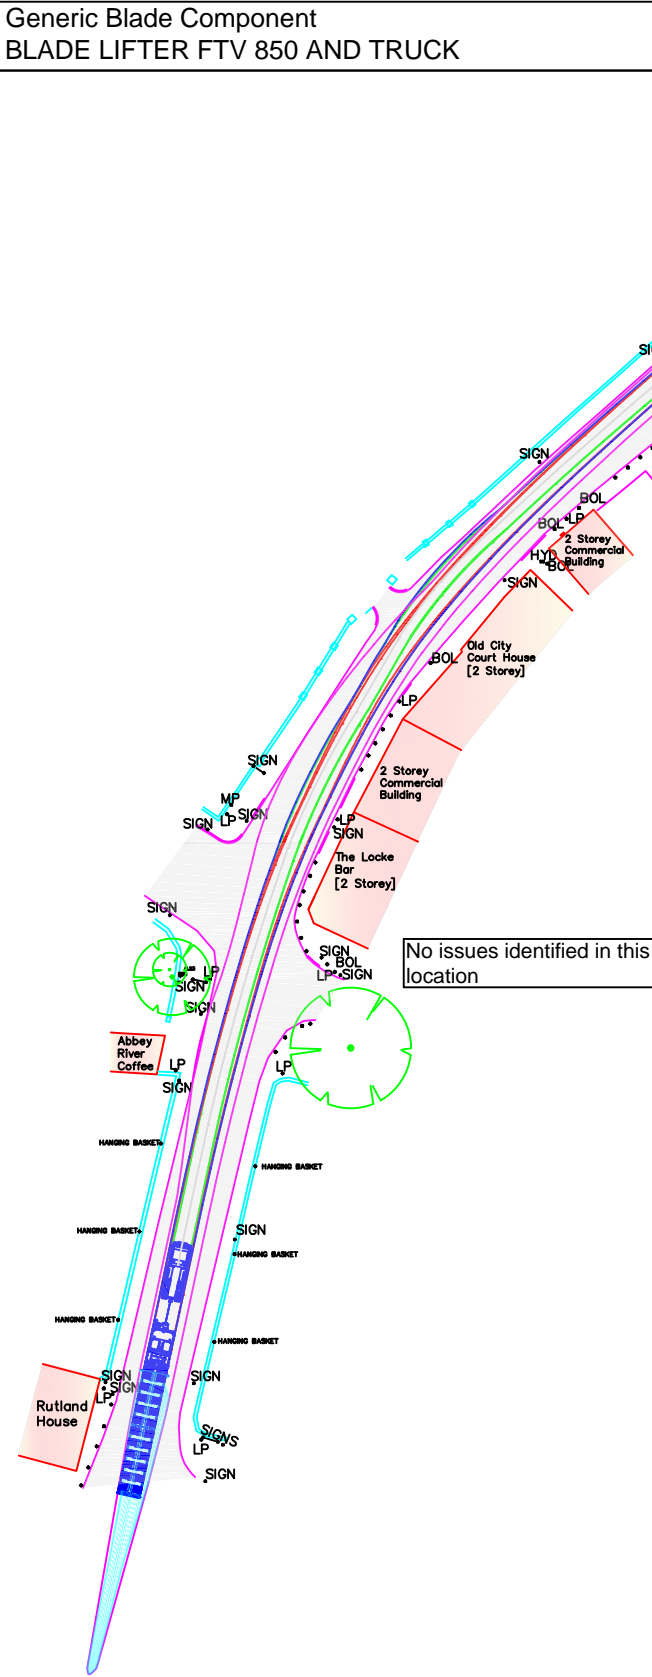 Generic Blade Component
BLADE LIFTER FTV 850 AND TRUCK
SIGN
BOL
BOL
LP
2 Storey
Commercial
Building
HYD
BOL
SIGN
Old City
Court House
[2 Storey]
BOL
LP
SIGN
2 Storey
Commercial
Building
MP
LP
SIGN
SIGN
LP
SIGN
The Locke
Bar
[2 Storey]
SIGN
No issues identified in this
location
SIGN
BOL
LP
SIGN
LP
SIGN
SIGN
Abbey
River
Coffee
LP
SIGN
LP
HANGING BASKET
HANGING BASKET
HANGING BASKET
SIGN
HANGING BASKET
HANGING BASKET
HANGING BASKET
SIGN
SIGN
LP
SIGN
Rutland
House
SIGNS
LP
SIGN